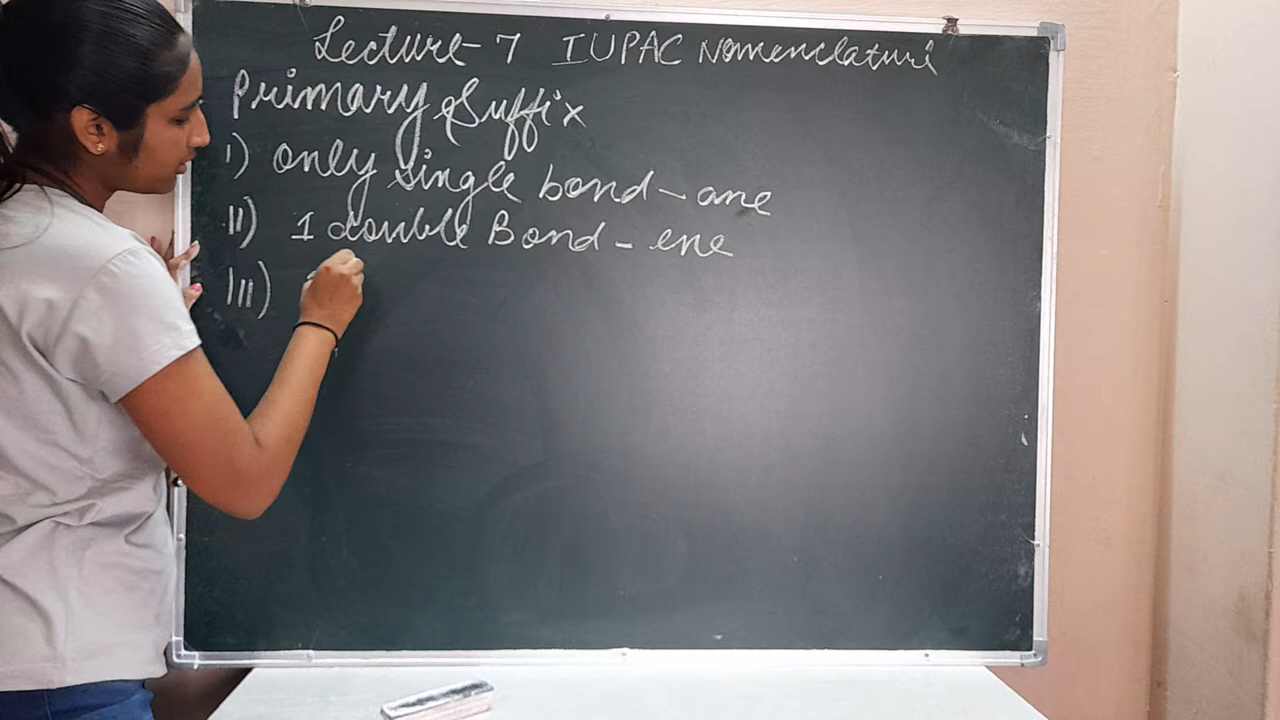 Lecture- 7 IUPAC Nomenclature
Primary Suffix
i) only single bond - ane
ii) 1 double Bond - ene
iii)